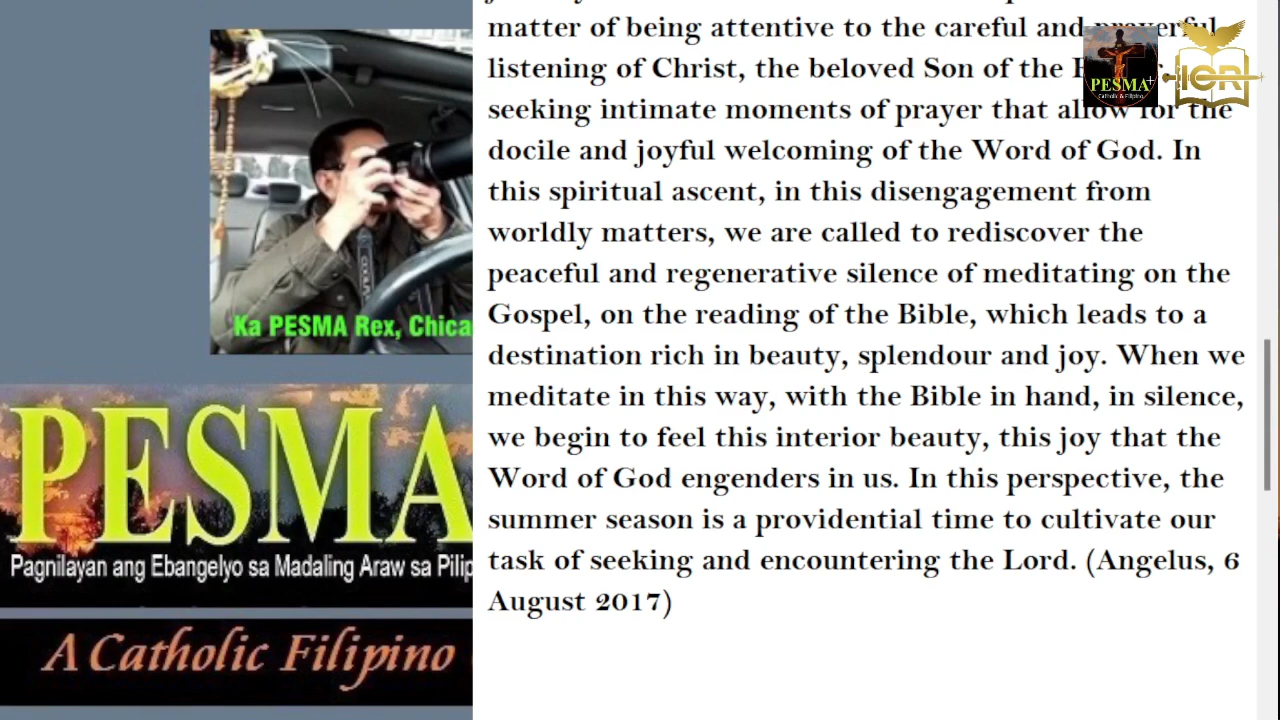 matter of being attentive to the careful and prayerful
listening of Christ, the beloved Son of the
seeking intimate moments of prayer that allow for the
docile and joyful welcoming of the Word of God. In
this spiritual ascent, in this disengagement from
worldly matters, we are called to rediscover the
peaceful and regenerative silence of meditating on the
Gospel, on the reading of the Bible, which leads to a
destination rich in beauty, splendour and joy. When we
meditate in this way, with the Bible in hand, in silence,
we begin to feel this interior beauty, this joy that the
Word of God engenders in us. In this perspective, the
summer season is a providential time to cultivate our
task of seeking and encountering the Lord. (Angelus, 6
August 2017)
PESMA
Catholic & Filipino
ICR
Ka PESMA Rex, Chica
PESMA
Pagnilayan ang Ebangelyo sa Madaling Araw sa Pilip
A Catholic Filipino